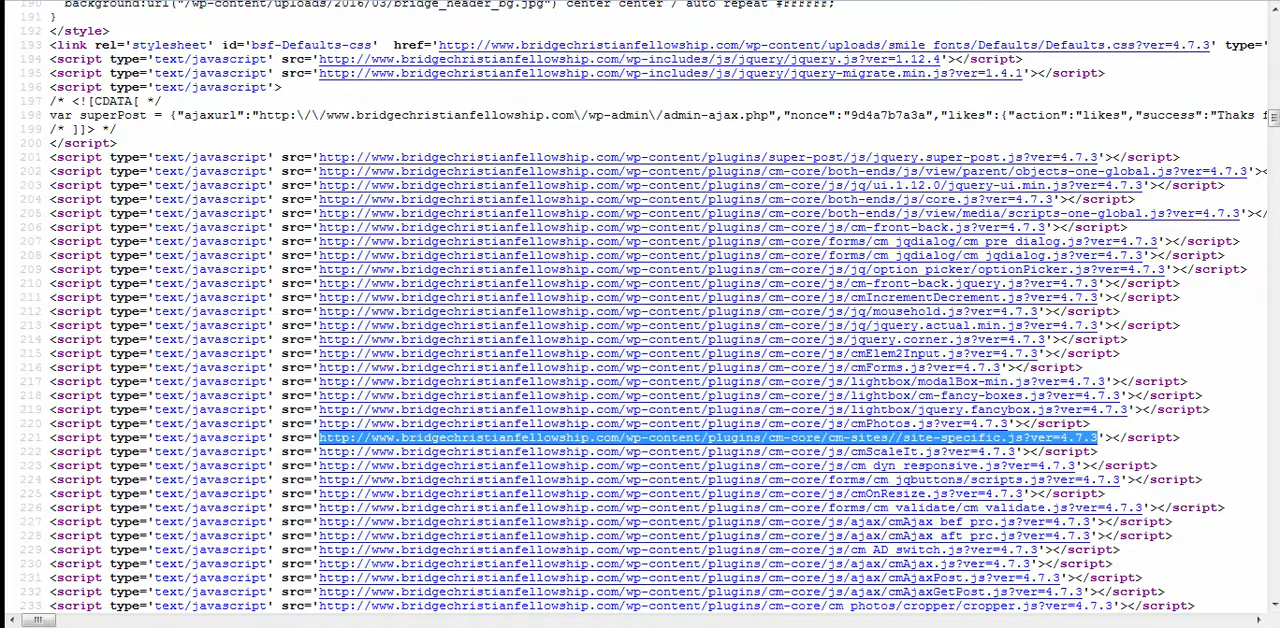 190 background:url("/wp-content/uploads/2016/03/bridge_header_bg.jpg") center center / auto repeat #ffffff;
191 }
192 </style>
193 <link rel='stylesheet' id='bsf-Defaults-css' href='http://www.bridgechristianfellowship.com/wp-content/uploads/smile_fonts/Defaults/Defaults.css?ver=4.7.3' type='
194 <script type='text/javascript' src='http://www.bridgechristianfellowship.com/wp-includes/js/jquery/jquery.js?ver=1.12.4'></script>
195 <script type='text/javascript' src='http://www.bridgechristianfellowship.com/wp-includes/js/jquery/jquery-migrate.min.js?ver=1.4.1'></script>
196 <script type='text/javascript'>
197 /* <![CDATA[ */
198 var superPost = {"ajaxurl":"http:\/\/www.bridgechristianfellowship.com\/wp-admin\/admin-ajax.php","nonce":"9d4a7b7a3a","likes":{"action":"likes","success":"Thaks f
199 /* ]]> */
200 </script>
201 <script type='text/javascript' src='http://www.bridgechristianfellowship.com/wp-content/plugins/super-post/js/jquery.super-post.js?ver=4.7.3'></script>
202 <script type='text/javascript' src='http://www.bridgechristianfellowship.com/wp-content/plugins/cm-core/both-ends/js/view/parent/objects-one-global.js?ver=4.7.3'><
203 <script type='text/javascript' src='http://www.bridgechristianfellowship.com/wp-content/plugins/cm-core/js/jq/ui.1.12.0/jquery-ui.min.js?ver=4.7.3'></script>
204 <script type='text/javascript' src='http://www.bridgechristianfellowship.com/wp-content/plugins/cm-core/both-ends/js/core.js?ver=4.7.3'></script>
205 <script type='text/javascript' src='http://www.bridgechristianfellowship.com/wp-content/plugins/cm-core/both-ends/js/view/media/scripts-one-global.js?ver=4.7.3'></
206 <script type='text/javascript' src='http://www.bridgechristianfellowship.com/wp-content/plugins/cm-core/js/cm-front-back.js?ver=4.7.3'></script>
207 <script type='text/javascript' src='http://www.bridgechristianfellowship.com/wp-content/plugins/cm-core/forms/cm_jqdialog/cm_pre_dialog.js?ver=4.7.3'></script>
208 <script type='text/javascript' src='http://www.bridgechristianfellowship.com/wp-content/plugins/cm-core/forms/cm_jqdialog/cm_jqdialog.js?ver=4.7.3'></script>
209 <script type='text/javascript' src='http://www.bridgechristianfellowship.com/wp-content/plugins/cm-core/js/jq/option_picker/optionPicker.js?ver=4.7.3'></script>
210 <script type='text/javascript' src='http://www.bridgechristianfellowship.com/wp-content/plugins/cm-core/js/cm-front-back.jquery.js?ver=4.7.3'></script>
211 <script type='text/javascript' src='http://www.bridgechristianfellowship.com/wp-content/plugins/cm-core/js/cmIncrementDecrement.js?ver=4.7.3'></script>
212 <script type='text/javascript' src='http://www.bridgechristianfellowship.com/wp-content/plugins/cm-core/js/jq/mousehold.js?ver=4.7.3'></script>
213 <script type='text/javascript' src='http://www.bridgechristianfellowship.com/wp-content/plugins/cm-core/js/jq/jquery.actual.min.js?ver=4.7.3'></script>
214 <script type='text/javascript' src='http://www.bridgechristianfellowship.com/wp-content/plugins/cm-core/js/jquery.corner.js?ver=4.7.3'></script>
215 <script type='text/javascript' src='http://www.bridgechristianfellowship.com/wp-content/plugins/cm-core/js/cmElem2Input.js?ver=4.7.3'></script>
216 <script type='text/javascript' src='http://www.bridgechristianfellowship.com/wp-content/plugins/cm-core/js/cmForms.js?ver=4.7.3'></script>
217 <script type='text/javascript' src='http://www.bridgechristianfellowship.com/wp-content/plugins/cm-core/js/lightbox/modalBox-min.js?ver=4.7.3'></script>
218 <script type='text/javascript' src='http://www.bridgechristianfellowship.com/wp-content/plugins/cm-core/js/lightbox/cm-fancy-boxes.js?ver=4.7.3'></script>
219 <script type='text/javascript' src='http://www.bridgechristianfellowship.com/wp-content/plugins/cm-core/js/lightbox/jquery.fancybox.js?ver=4.7.3'></script>
220 <script type='text/javascript' src='http://www.bridgechristianfellowship.com/wp-content/plugins/cm-core/js/cmPhotos.js?ver=4.7.3'></script>
221 <script type='text/javascript' src='http://www.bridgechristianfellowship.com/wp-content/plugins/cm-core/cm-sites//site-specific.js?ver=4.7.3'></script>
222 <script type='text/javascript' src='http://www.bridgechristianfellowship.com/wp-content/plugins/cm-core/js/cmScaleIt.js?ver=4.7.3'></script>
223 <script type='text/javascript' src='http://www.bridgechristianfellowship.com/wp-content/plugins/cm-core/js/cm_dyn_responsive.js?ver=4.7.3'></script>
224 <script type='text/javascript' src='http://www.bridgechristianfellowship.com/wp-content/plugins/cm-core/forms/cm_jqbuttons/scripts.js?ver=4.7.3'></script>
225 <script type='text/javascript' src='http://www.bridgechristianfellowship.com/wp-content/plugins/cm-core/js/cmOnResize.js?ver=4.7.3'></script>
226 <script type='text/javascript' src='http://www.bridgechristianfellowship.com/wp-content/plugins/cm-core/forms/cm_validate/cm_validate.js?ver=4.7.3'></script>
227 <script type='text/javascript' src='http://www.bridgechristianfellowship.com/wp-content/plugins/cm-core/js/ajax/cmAjax_bef_prc.js?ver=4.7.3'></script>
228 <script type='text/javascript' src='http://www.bridgechristianfellowship.com/wp-content/plugins/cm-core/js/ajax/cmAjax_aft_prc.js?ver=4.7.3'></script>
229 <script type='text/javascript' src='http://www.bridgechristianfellowship.com/wp-content/plugins/cm-core/js/cm_AD_switch.js?ver=4.7.3'></script>
230 <script type='text/javascript' src='http://www.bridgechristianfellowship.com/wp-content/plugins/cm-core/js/ajax/cmAjax.js?ver=4.7.3'></script>
231 <script type='text/javascript' src='http://www.bridgechristianfellowship.com/wp-content/plugins/cm-core/js/ajax/cmAjaxPost.js?ver=4.7.3'></script>
232 <script type='text/javascript' src='http://www.bridgechristianfellowship.com/wp-content/plugins/cm-core/js/ajax/cmAjaxGetPost.js?ver=4.7.3'></script>
233 <script type='text/javascript' src='http://www.bridgechristianfellowship.com/wp-content/plugins/cm-core/cm_photos/cropper/cropper.js?ver=4.7.3'></script>